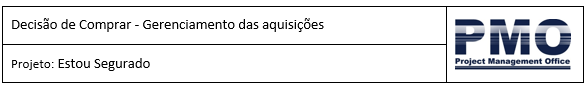 Decisão de Comprar - Gerenciamento das aquisições
Projeto: Estou Segurado
PMO
Project Management Office